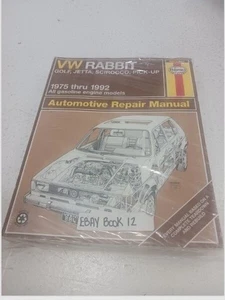 VW RABBIT
GOLF, JETTA, SCIROCCO, PICK-UP
Haynes
1975 thru 1992
All gasoline engine models
Automotive Repair Manual
EBAY BOOK 12